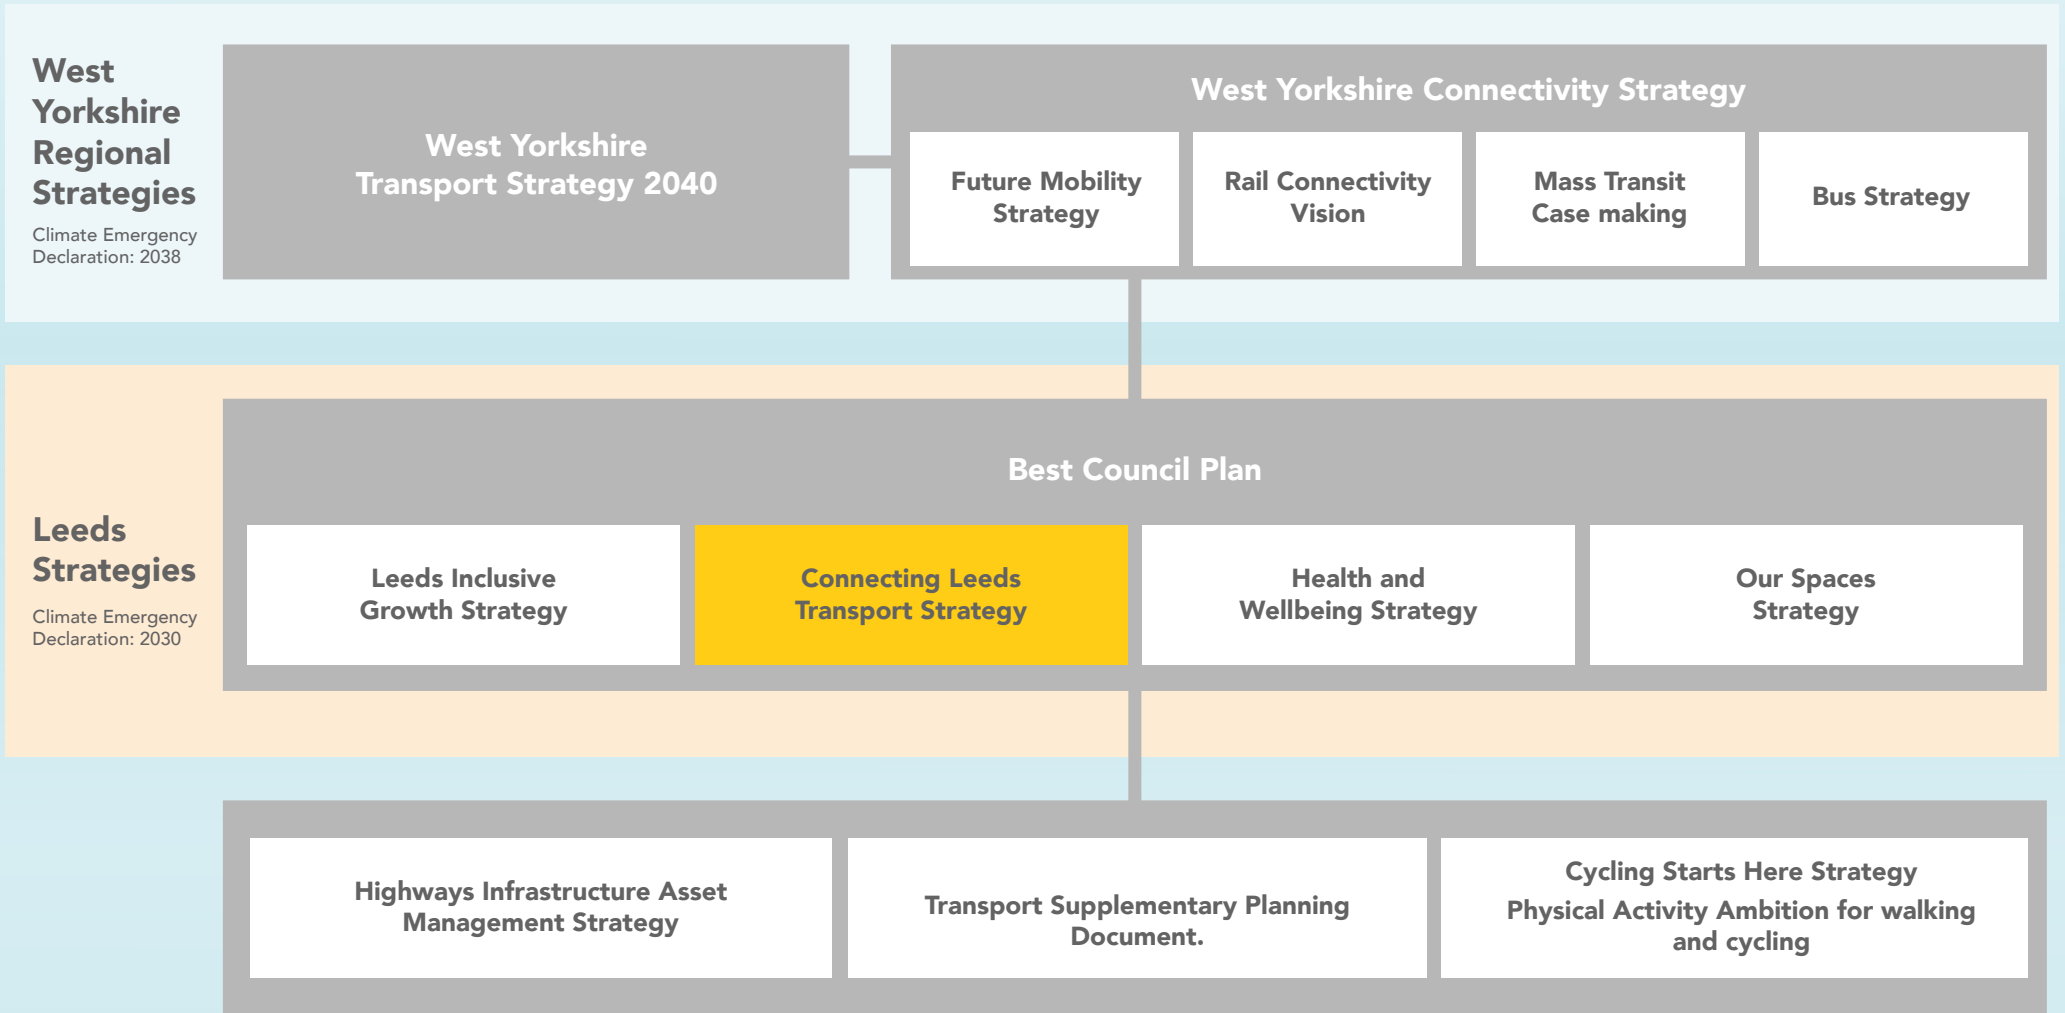 West
Yorkshire
Regional
Strategies
Climate Emergency
Declaration: 2038
West Yorkshire
Transport Strategy 2040
West Yorkshire Connectivity Strategy
Future Mobility
Strategy
Rail Connectivity
Vision
Mass Transit
Case making
Bus Strategy
Leeds
Strategies
Climate Emergency
Declaration: 2030
Best Council Plan
Leeds Inclusive
Growth Strategy
Connecting Leeds
Transport Strategy
Health and
Wellbeing Strategy
Our Spaces
Strategy
Highways Infrastructure Asset
Management Strategy
Transport Supplementary Planning
Document.
Cycling Starts Here Strategy
Physical Activity Ambition for walking
and cycling